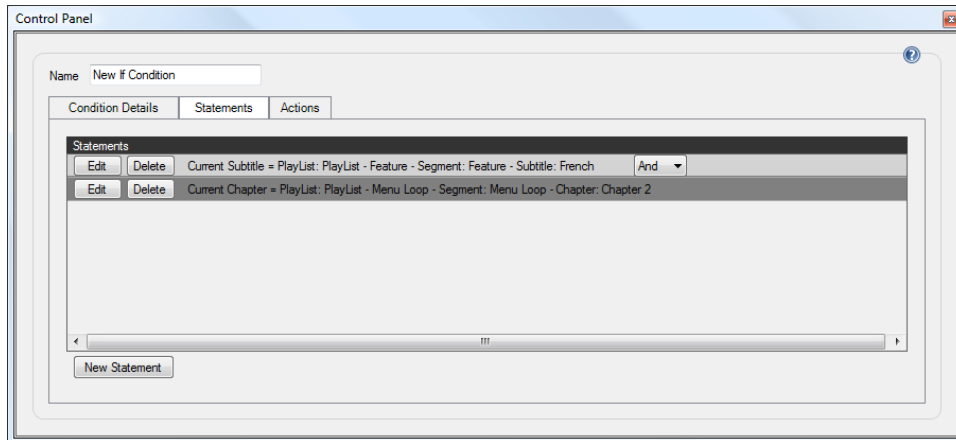 Control Panel
Name New If Condition
Condition Details Statements Actions
Statements
Edit Delete Current Subtitle = PlayList: PlayList - Feature - Segment: Feature - Subtitle: French And
Edit Delete Current Chapter = PlayList: PlayList - Menu Loop - Segment: Menu Loop - Chapter: Chapter 2
New Statement